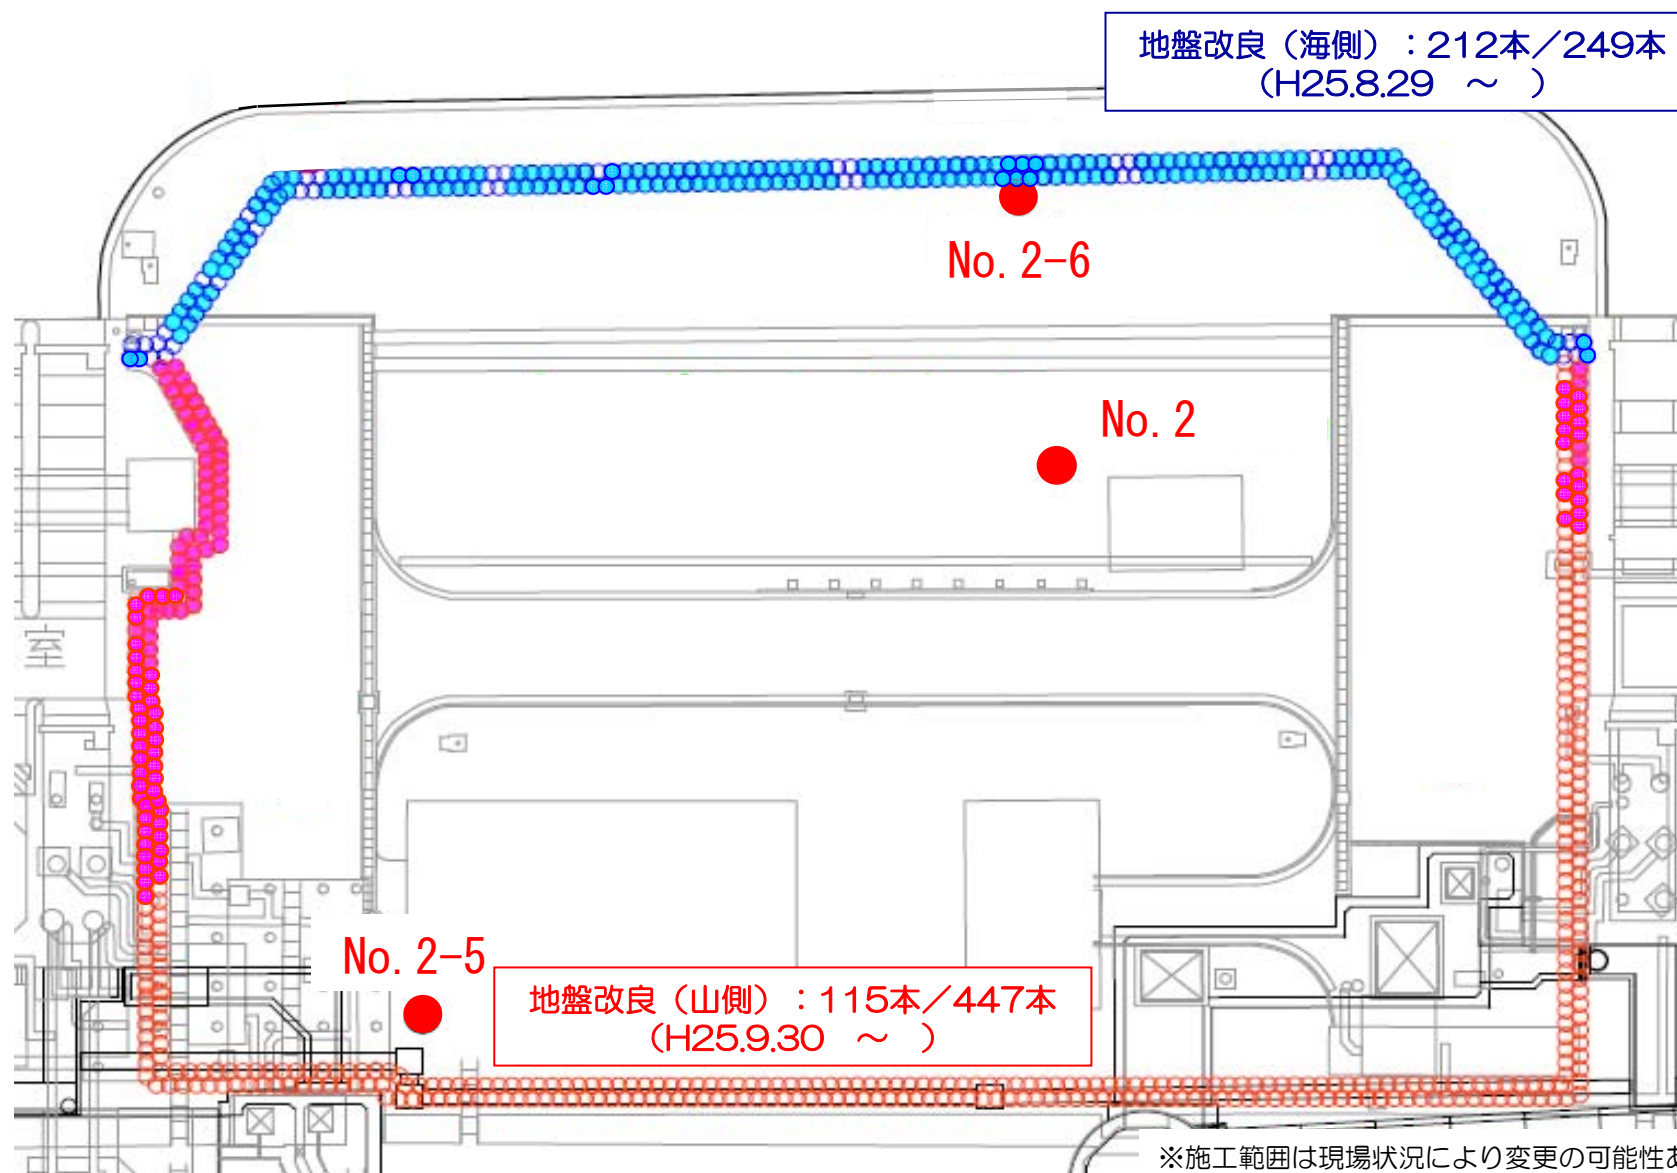 地盤改良（海側）：212本／249本
（H25.8.29　～　）
No. 2-6
No. 2
室
No. 2-5
地盤改良（山側）：115本／447本
（H25.9.30　～　）
※施工範囲は現場状況により変更の可能性あ